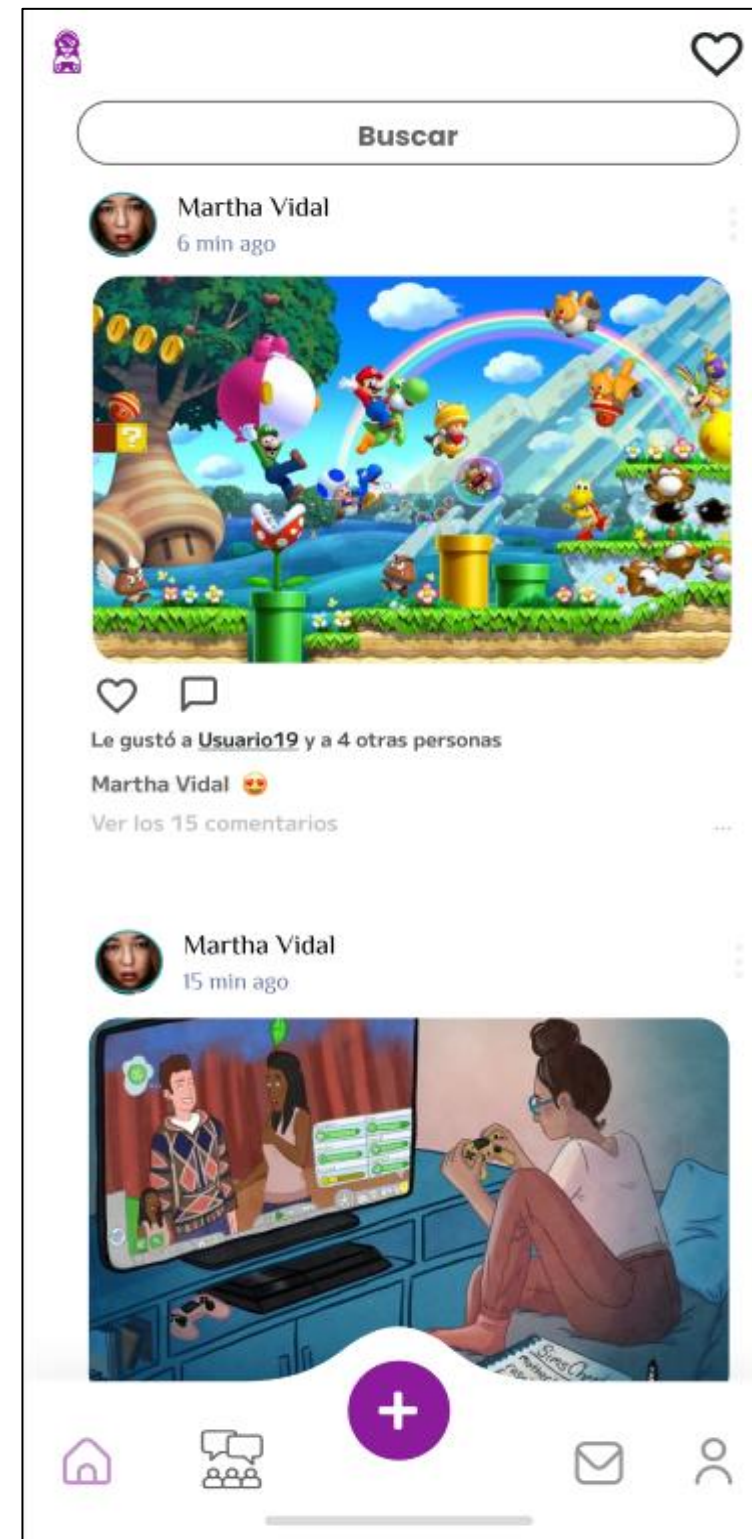 Buscar
Martha Vidal
6 min ago
?
Le gustó a Usuario19 y a 4 otras personas
Martha Vidal 😍
Ver los 15 comentarios
...
Martha Vidal
15 min ago